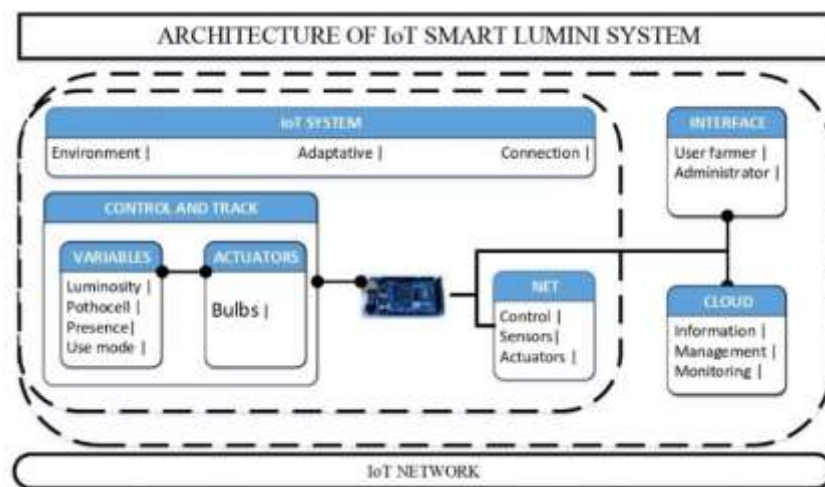 ARCHITECTURE OF IoT SMART LUMINI SYSTEM
IoT SYSTEM
Environment | Adaptative | Connection |
INTERFACE
User farmer |
Administrator |
CONTROL AND TRACK
VARIABLES
Luminosity |
Pothocell |
Presence|
Use mode |
ACTUATORS
Bulbs |
NET
Control |
Sensors|
Actuators |
CLOUD
Information |
Management |
Monitoring |
IoT NETWORK